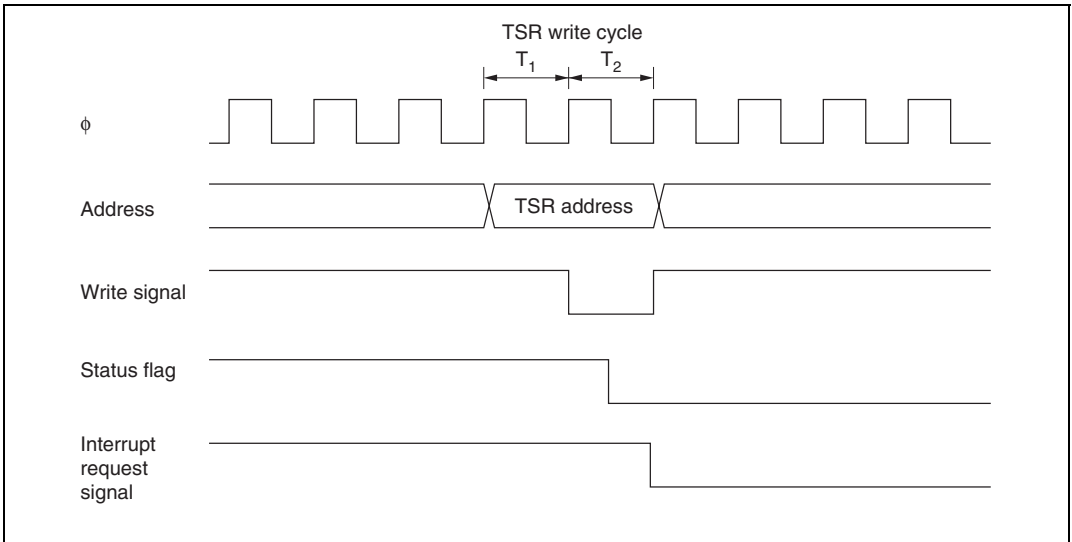 TSR write cycle
T1 T2
ϕ
Address
TSR address
Write signal
Status flag
Interrupt
request
signal